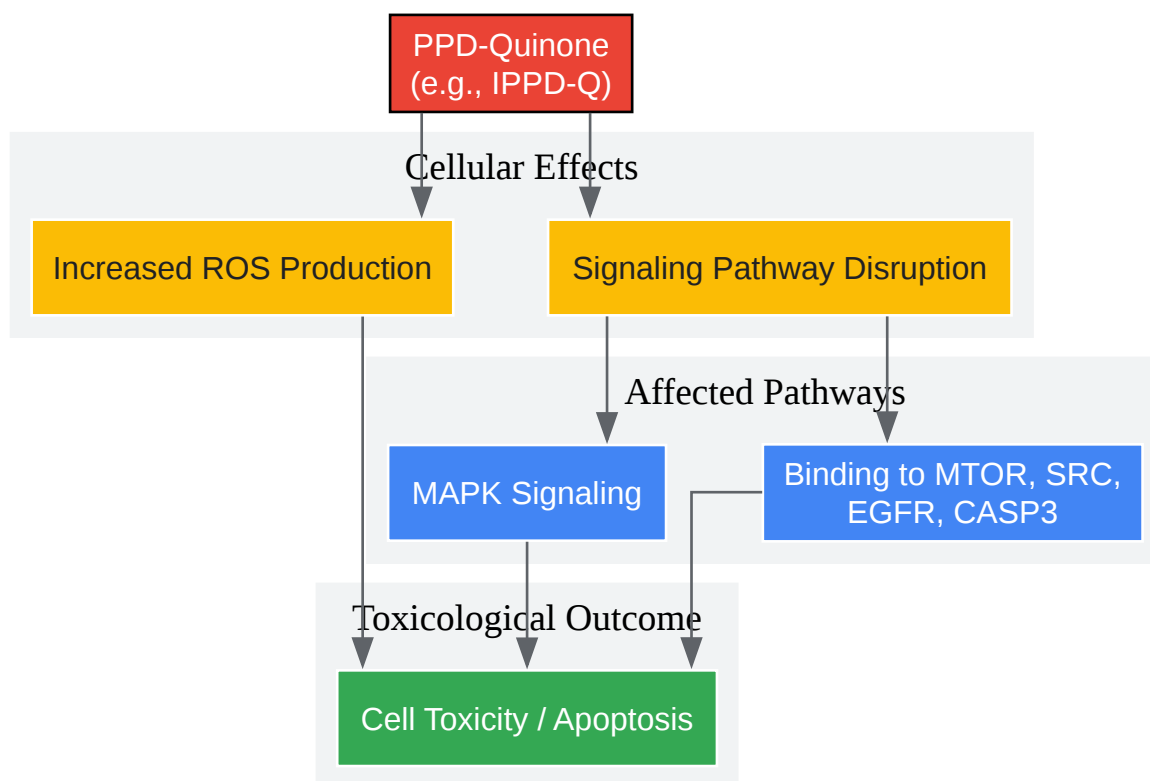 PPD-Quinone
(e.g., IPPD-Q)
Cellular Effects
Increased ROS Production
Signaling Pathway Disruption
Affected Pathways
MAPK Signaling
Binding to MTOR, SRC,
EGFR, CASP3
Toxicological Outcome
Cell Toxicity / Apoptosis